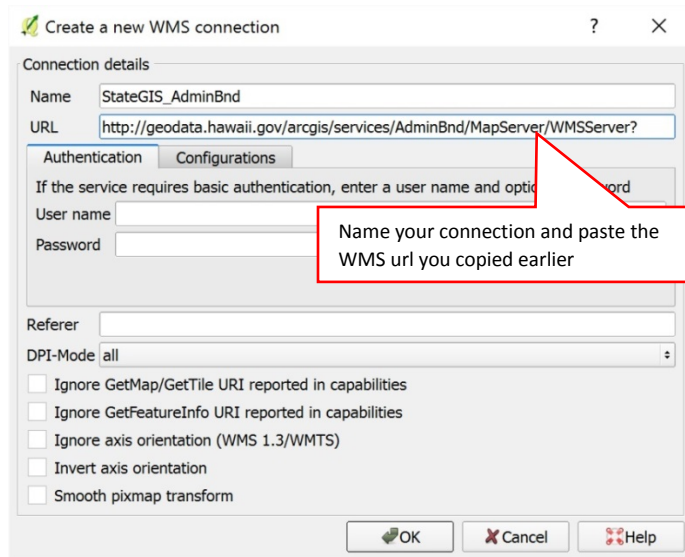 Create a new WMS connection ? ×
Connection details
Name StateGIS_AdminBnd
URL http://geodata.hawaii.gov/arcgis/services/AdminBnd/MapServer/WMSServer?
Authentication Configurations
If the service requires basic authentication, enter a user name and
User name
Password
Name your connection and paste the
WMS url you copied earlier
Referer
DPI-Mode all
Ignore GetMap/GetTile URI reported in capabilities
Ignore GetFeatureInfo URI reported in capabilities
Ignore axis orientation (WMS 1.3/WMTS)
Invert axis orientation
Smooth pixmap transform
OK Cancel Help